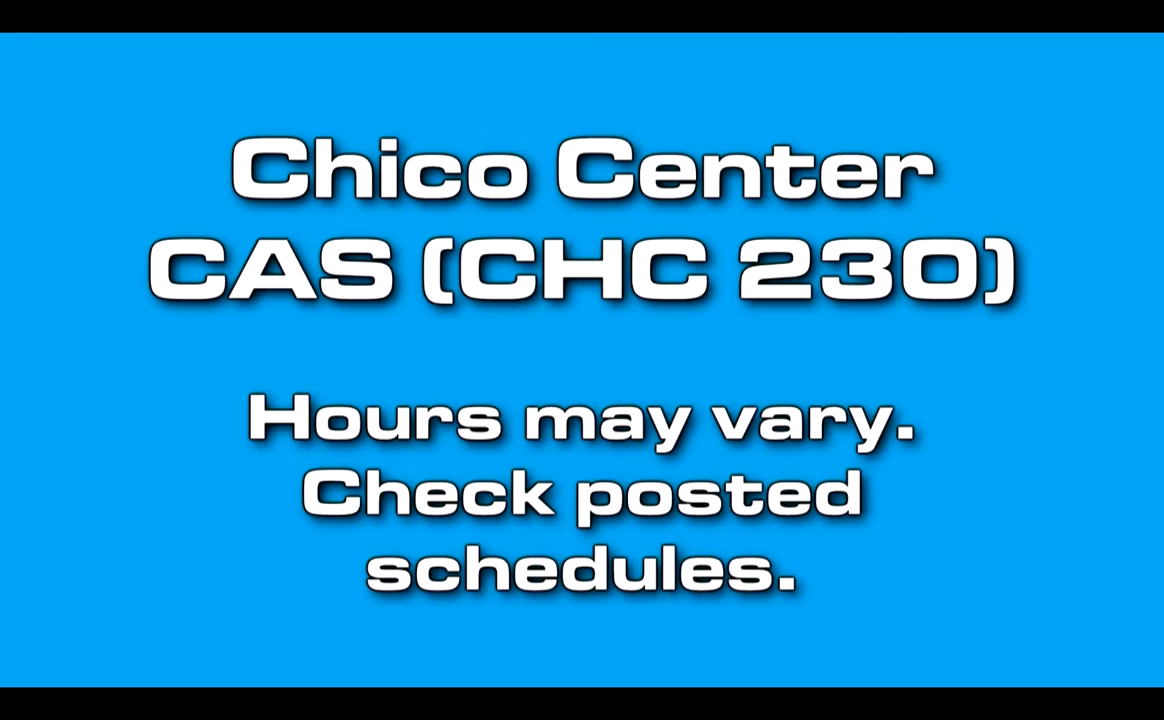 Chico Center
CAS (CHC 230)
Hours may vary.
Check posted
schedules.